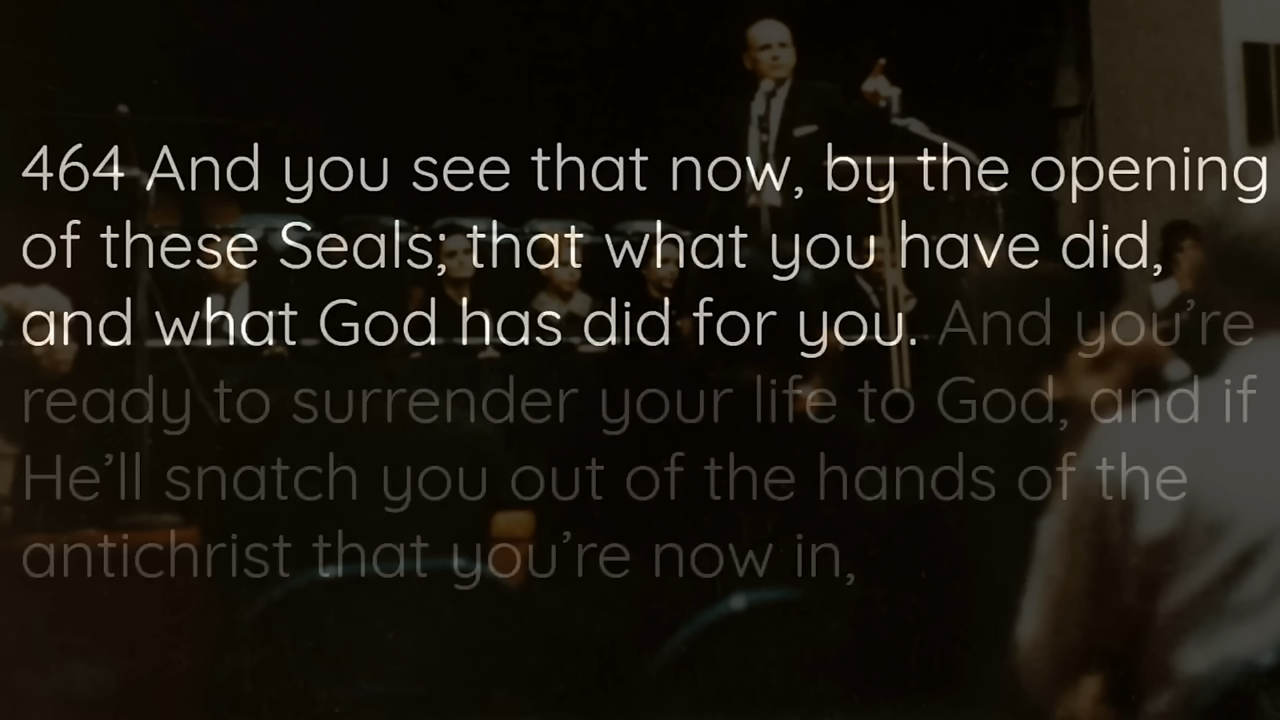 464 And you see that now, by the opening
of these Seals; that what you have did,
and what God has did for you. And you’re
ready to surrender your life to God, and if
He’ll snatch you out of the hands of the
antichrist that you’re now in,